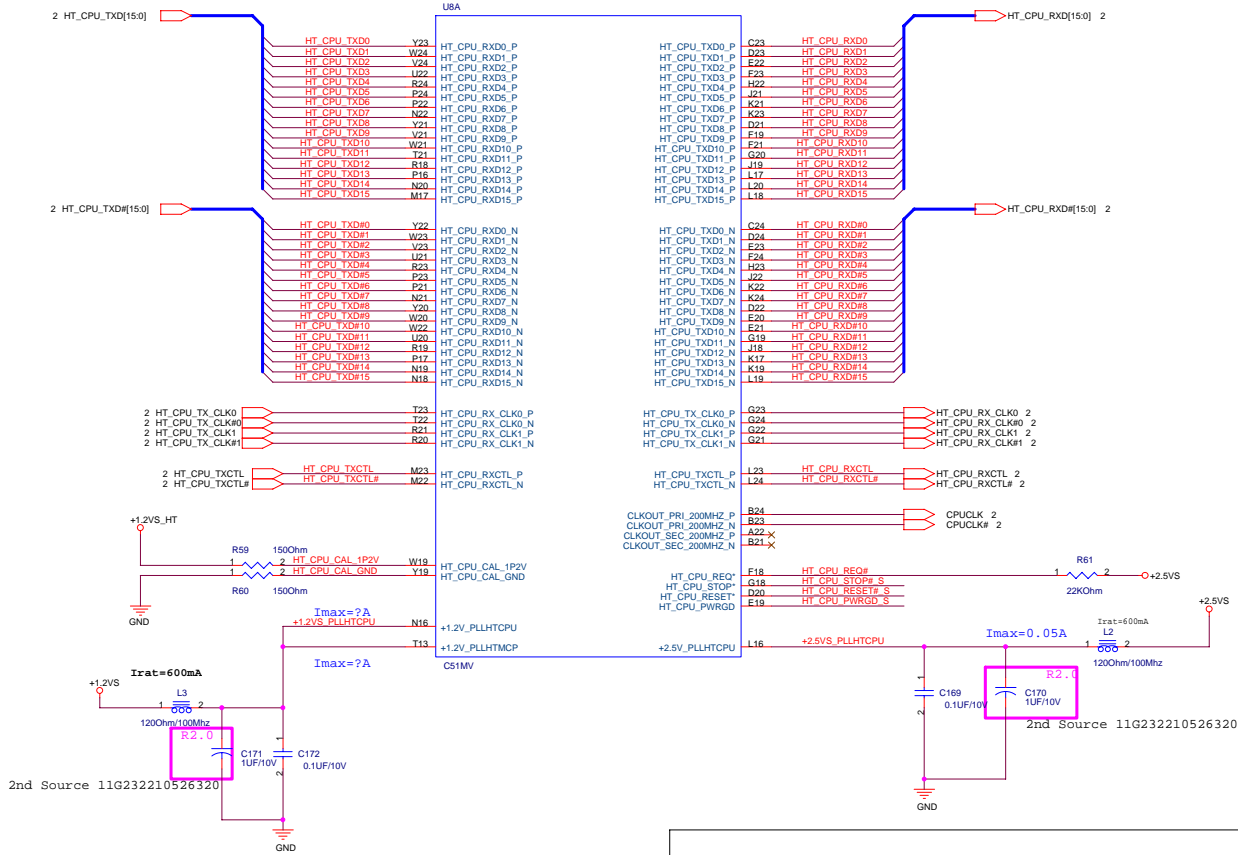 U8A
2 HT_CPU_TXD[15:0]
HT_CPU_RXD[15:0] 2
HT_CPU_TXD0 Y23 HT_CPU_RXD0_P HT_CPU_TXD0_P C23 HT_CPU_RXD0
HT_CPU_TXD1 W24 HT_CPU_RXD1_P HT_CPU_TXD1_P D23 HT_CPU_RXD1
HT_CPU_TXD2 V24 HT_CPU_RXD2_P HT_CPU_TXD2_P E22 HT_CPU_RXD2
HT_CPU_TXD3 U22 HT_CPU_RXD3_P HT_CPU_TXD3_P F23 HT_CPU_RXD3
HT_CPU_TXD4 R24 HT_CPU_RXD4_P HT_CPU_TXD4_P H22 HT_CPU_RXD4
HT_CPU_TXD5 P24 HT_CPU_RXD5_P HT_CPU_TXD5_P J21 HT_CPU_RXD5
HT_CPU_TXD6 P22 HT_CPU_RXD6_P HT_CPU_TXD6_P K21 HT_CPU_RXD6
HT_CPU_TXD7 N22 HT_CPU_RXD7_P HT_CPU_TXD7_P K23 HT_CPU_RXD7
HT_CPU_TXD8 Y21 HT_CPU_RXD8_P HT_CPU_TXD8_P D21 HT_CPU_RXD8
HT_CPU_TXD9 V21 HT_CPU_RXD9_P HT_CPU_TXD9_P F19 HT_CPU_RXD9
HT_CPU_TXD10 W21 HT_CPU_RXD10_P HT_CPU_TXD10_P F21 HT_CPU_RXD10
HT_CPU_TXD11 T21 HT_CPU_RXD11_P HT_CPU_TXD11_P G20 HT_CPU_RXD11
HT_CPU_TXD12 R18 HT_CPU_RXD12_P HT_CPU_TXD12_P J19 HT_CPU_RXD12
HT_CPU_TXD13 P16 HT_CPU_RXD13_P HT_CPU_TXD13_P L17 HT_CPU_RXD13
HT_CPU_TXD14 N20 HT_CPU_RXD14_P HT_CPU_TXD14_P L20 HT_CPU_RXD14
HT_CPU_TXD15 M17 HT_CPU_RXD15_P HT_CPU_TXD15_P L18 HT_CPU_RXD15
2 HT_CPU_TXD#[15:0]
HT_CPU_RXD#[15:0] 2
HT_CPU_TXD#0 Y22 HT_CPU_RXD0_N HT_CPU_TXD0_N C24 HT_CPU_RXD#0
HT_CPU_TXD#1 W23 HT_CPU_RXD1_N HT_CPU_TXD1_N D24 HT_CPU_RXD#1
HT_CPU_TXD#2 V23 HT_CPU_RXD2_N HT_CPU_TXD2_N E23 HT_CPU_RXD#2
HT_CPU_TXD#3 U21 HT_CPU_RXD3_N HT_CPU_TXD3_N F24 HT_CPU_RXD#3
HT_CPU_TXD#4 R23 HT_CPU_RXD4_N HT_CPU_TXD4_N H23 HT_CPU_RXD#4
HT_CPU_TXD#5 P23 HT_CPU_RXD5_N HT_CPU_TXD5_N J22 HT_CPU_RXD#5
HT_CPU_TXD#6 P21 HT_CPU_RXD6_N HT_CPU_TXD6_N K22 HT_CPU_RXD#6
HT_CPU_TXD#7 N21 HT_CPU_RXD7_N HT_CPU_TXD7_N K24 HT_CPU_RXD#7
HT_CPU_TXD#8 Y20 HT_CPU_RXD8_N HT_CPU_TXD8_N D22 HT_CPU_RXD#8
HT_CPU_TXD#9 W20 HT_CPU_RXD9_N HT_CPU_TXD9_N E20 HT_CPU_RXD#9
HT_CPU_TXD#10 W22 HT_CPU_RXD10_N HT_CPU_TXD10_N E21 HT_CPU_RXD#10
HT_CPU_TXD#11 U20 HT_CPU_RXD11_N HT_CPU_TXD11_N G19 HT_CPU_RXD#11
HT_CPU_TXD#12 R19 HT_CPU_RXD12_N HT_CPU_TXD12_N J18 HT_CPU_RXD#12
HT_CPU_TXD#13 P17 HT_CPU_RXD13_N HT_CPU_TXD13_N K17 HT_CPU_RXD#13
HT_CPU_TXD#14 N19 HT_CPU_RXD14_N HT_CPU_TXD14_N K19 HT_CPU_RXD#14
HT_CPU_TXD#15 N18 HT_CPU_RXD15_N HT_CPU_TXD15_N L19 HT_CPU_RXD#15
2 HT_CPU_TX_CLK0 T23 HT_CPU_RX_CLK0_P HT_CPU_TX_CLK0_P G23 HT_CPU_RX_CLK0 2
2 HT_CPU_TX_CLK#0 T22 HT_CPU_RX_CLK0_N HT_CPU_TX_CLK0_N G24 HT_CPU_RX_CLK#0 2
2 HT_CPU_TX_CLK1 R21 HT_CPU_RX_CLK1_P HT_CPU_TX_CLK1_P G22 HT_CPU_RX_CLK1 2
2 HT_CPU_TX_CLK#1 R20 HT_CPU_RX_CLK1_N HT_CPU_TX_CLK1_N G21 HT_CPU_RX_CLK#1 2
2 HT_CPU_TXCTL HT_CPU_TXCTL M23 HT_CPU_RXCTL_P HT_CPU_TXCTL_P L23 HT_CPU_RXCTL HT_CPU_RXCTL 2
2 HT_CPU_TXCTL# HT_CPU_TXCTL# M22 HT_CPU_RXCTL_N HT_CPU_TXCTL_N L24 HT_CPU_RXCTL# HT_CPU_RXCTL# 2
CLKOUT_PRI_200MHZ_P B24 CPUCLK 2
CLKOUT_PRI_200MHZ_N B23 CPUCLK# 2
CLKOUT_SEC_200MHZ_P A22
CLKOUT_SEC_200MHZ_N B21
+1.2VS_HT
R59 150Ohm
1 2 HT_CPU_CAL_1P2V W19 HT_CPU_CAL_1P2V
1 2 HT_CPU_CAL_GND Y19 HT_CPU_CAL_GND
R60 150Ohm
GND
HT_CPU_REQ* F18 HT_CPU_REQ# 1 R61 2 +2.5VS
22KOhm
HT_CPU_STOP* G18 HT_CPU_STOP#_S
HT_CPU_RESET* D20 HT_CPU_RESET#_S
HT_CPU_PWRGD E19 HT_CPU_PWRGD_S
Imax=?A
+1.2VS_PLLHTCPU N16 +1.2V_PLLHTCPU
T13 +1.2V_PLLHTMCP
Imax=?A
+2.5V_PLLHTCPU L16 +2.5VS_PLLHTCPU
C51MV
+2.5VS
Irat=600mA
Imax=0.05A
1 L2 2
120Ohm/100Mhz
R2.0
1 C169 2
0.1UF/10V
C170
1UF/10V
2nd Source 11G232210526320
GND
Irat=600mA
+1.2VS
1 L3 2
120Ohm/100Mhz
R2.0
C171
1UF/10V
1 C172 2
0.1UF/10V
2nd Source 11G232210526320
GND